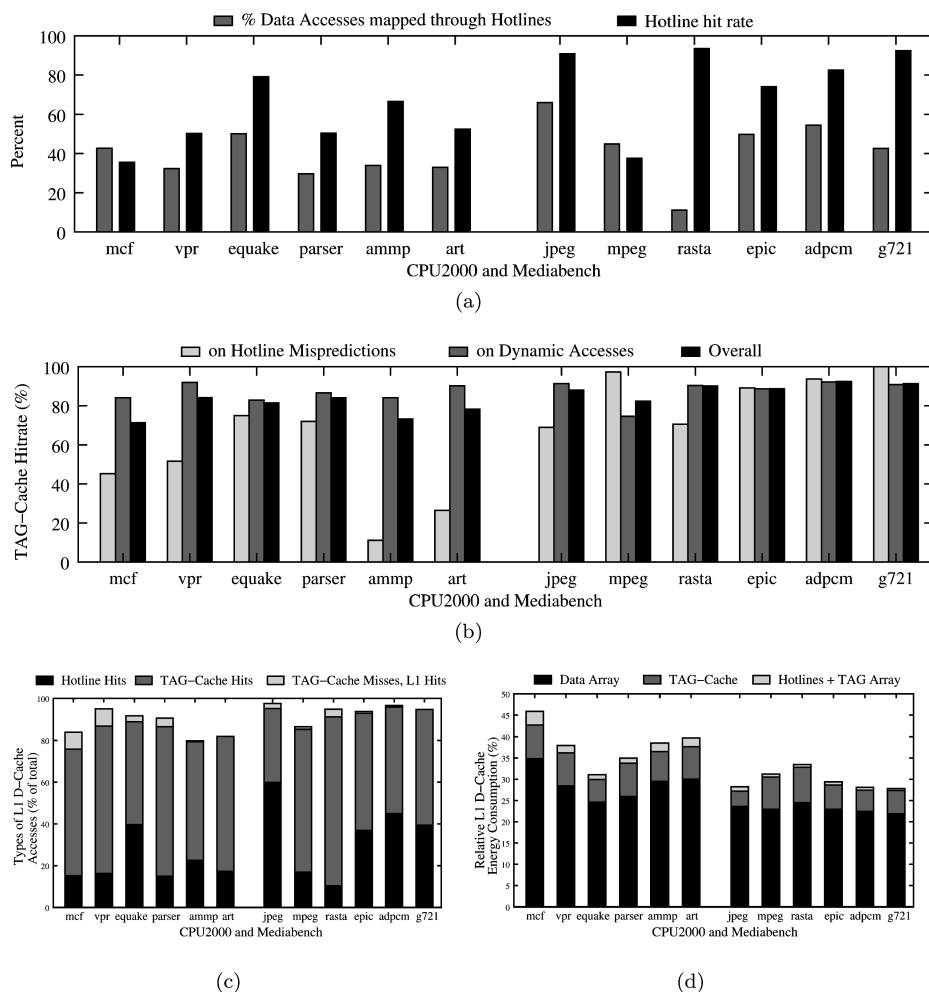 % Data Accesses mapped through Hotlines Hotline hit rate
100
80
60
40
20
0
Percent
mcf vpr equake parser ammp art jpeg mpeg rasta epic adpcm g721
CPU2000 and Mediabench
(a)
on Hotline Mispredictions on Dynamic Accesses Overall
100
80
60
40
20
0
TAG–Cache Hitrate (%)
mcf vpr equake parser ammp art jpeg mpeg rasta epic adpcm g721
CPU2000 and Mediabench
(b)
Hotline Hits TAG–Cache Hits TAG–Cache Misses, L1 Hits
100
80
60
40
20
0
Types of L1 D–Cache
Accesses (% of total)
mcf vpr equake parser ammp art jpeg mpeg rasta epic adpcm g721
CPU2000 and Mediabench
(c)
Data Array TAG–Cache Hotlines + TAG Array
50
45
40
35
30
25
20
15
10
5
0
Relative L1 D–Cache
Energy Consumption (%)
mcf vpr equake parser ammp art jpeg mpeg rasta epic adpcm g721
CPU2000 and Mediabench
(d)